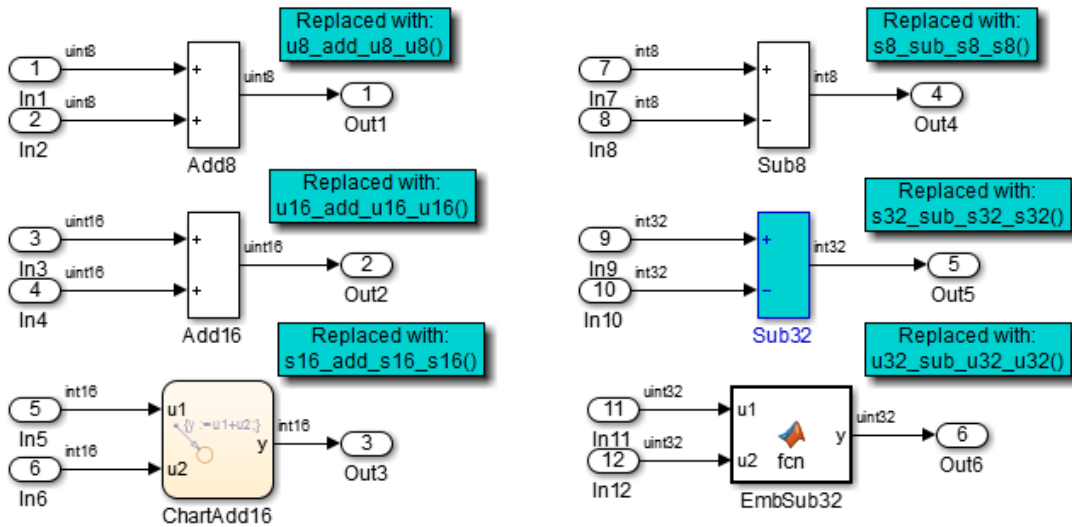 Replaced with:
u8_add_u8_u8()
uint8
1
+
uint8
In1
uint8
1
2
+
Out1
In2
Add8
Replaced with:
u16_add_u16_u16()
uint16
3
+
uint16
In3
uint16
2
4
+
Out2
In4
Add16
Replaced with:
s16_add_s16_s16()
int16
5
u1
{y :=u1+u2;}
int16
In5
y
3
int16
6
u2
Out3
In6
ChartAdd16
Replaced with:
s8_sub_s8_s8()
int8
7
+
int8
In7
int8
4
8
−
Out4
In8
Sub8
Replaced with:
s32_sub_s32_s32()
int32
9
+
int32
In9
int32
5
10
−
Out5
In10
Sub32
Replaced with:
u32_sub_u32_u32()
uint32
11
u1
uint32
In11
y
6
uint32
12
u2
fcn
Out6
In12
EmbSub32